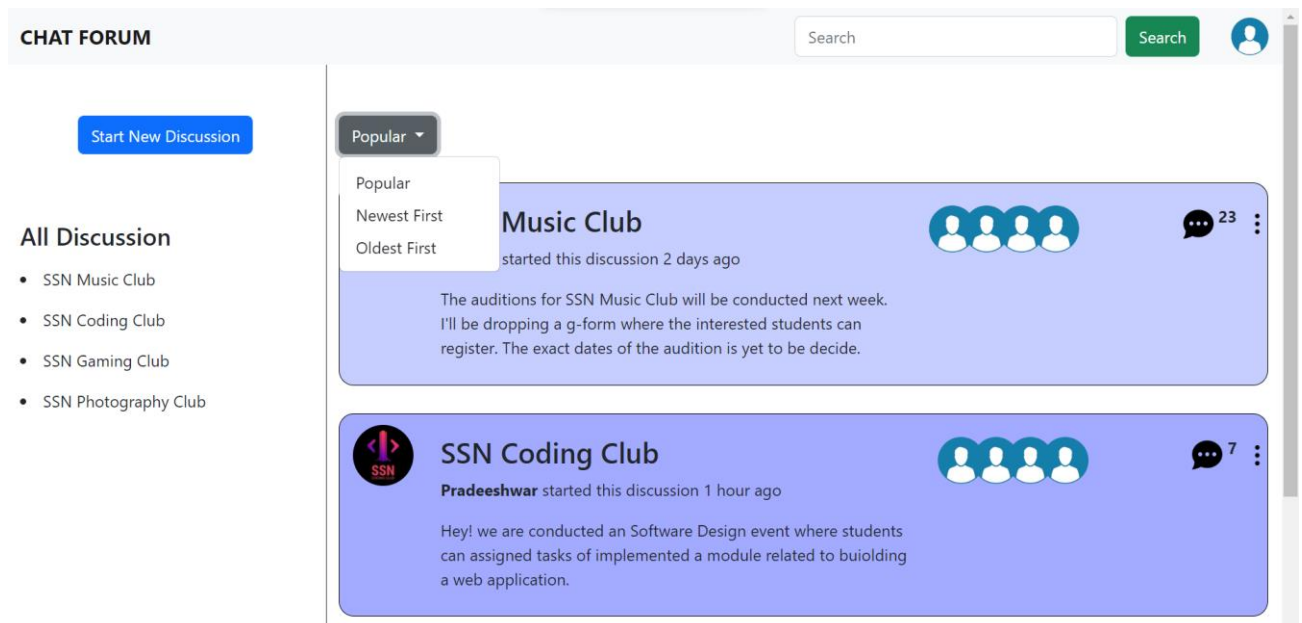 CHAT FORUM
Search
Search
Start New Discussion
Popular
Popular
Newest First
Oldest First
All Discussion
SSN Music Club
SSN Coding Club
SSN Gaming Club
SSN Photography Club
Music Club
23
started this discussion 2 days ago
The auditions for SSN Music Club will be conducted next week.
I'll be dropping a g-form where the interested students can
register. The exact dates of the audition is yet to be decide.
SSN
SSN Coding Club
7
Pradeeshwar started this discussion 1 hour ago
Hey! we are conducted an Software Design event where students
can assigned tasks of implemented a module related to buiolding
a web application.